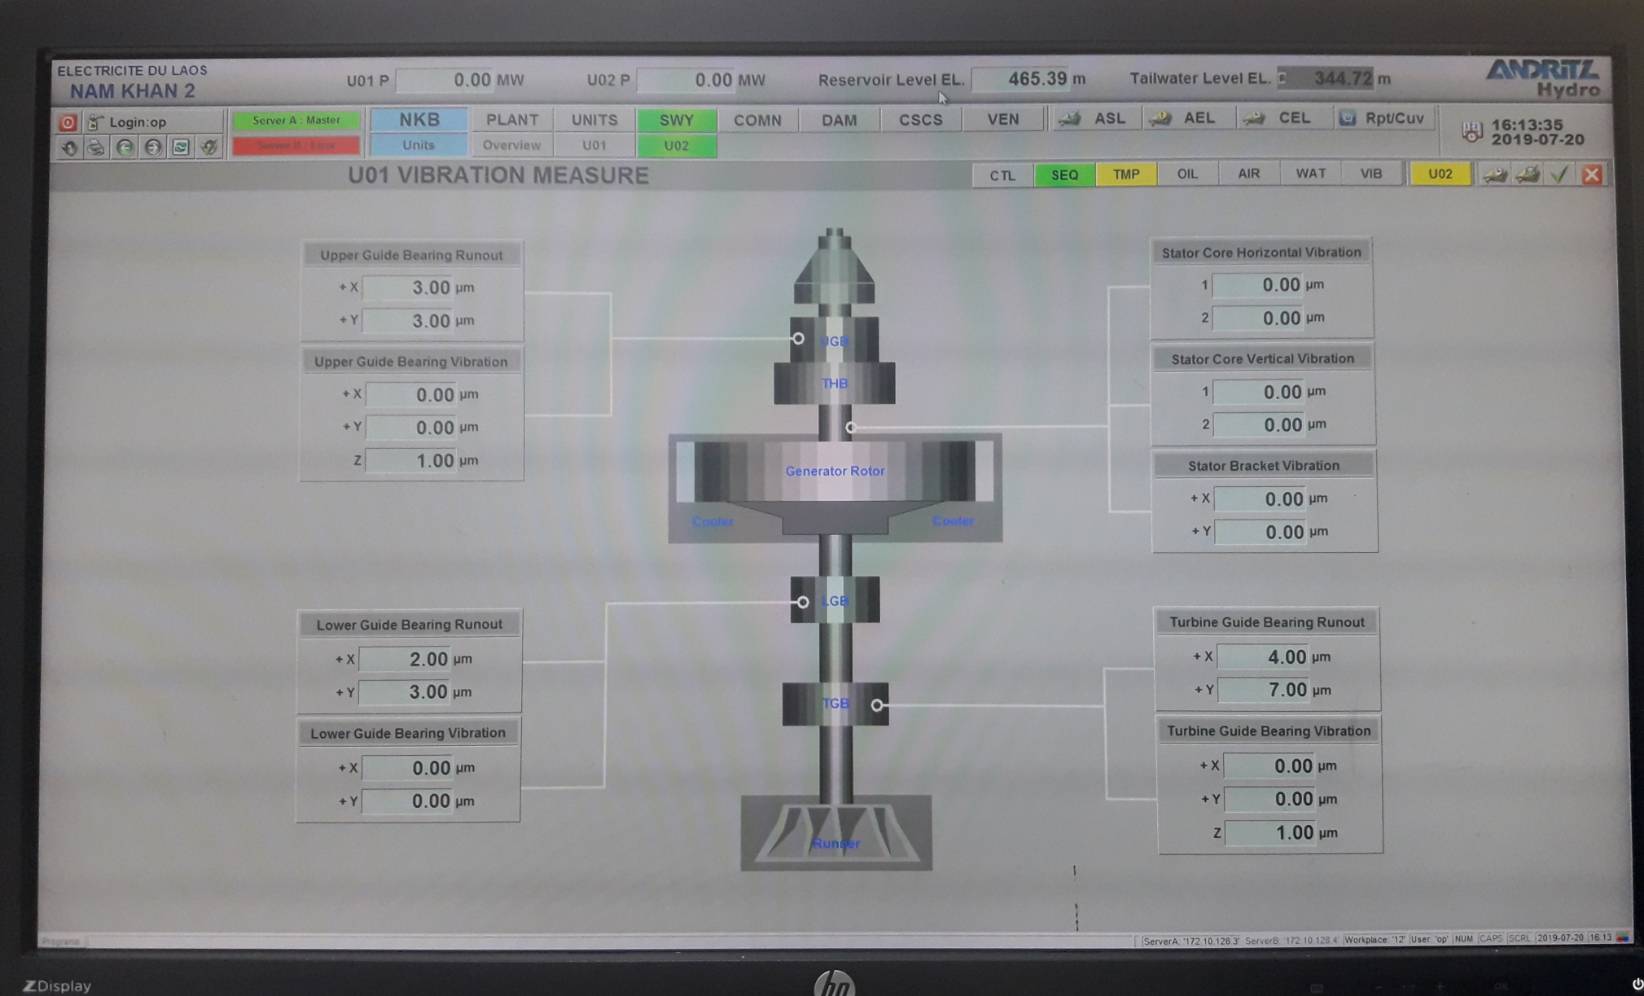 ELECTRICITE DU LAOS
NAM KHAN 2
U01 P 0.00 MW U02 P 0.00 MW Reservoir Level EL. 465.39 m Tailwater Level EL. 344.72 m
ANDRITZ
Hydro
Login:op Server A : Master NKB PLANT UNITS SWY COMN DAM CSCS VEN ASL AEL CEL Rpt/Cuv
Units Overview U01 U02
16:13:35
2019-07-20
U01 VIBRATION MEASURE CTL SEQ TMP OIL AIR WAT VIB U02
Upper Guide Bearing Runout
+ X 3.00 µm
+ Y 3.00 µm
Upper Guide Bearing Vibration
+ X 0.00 µm
+ Y 0.00 µm
Z 1.00 µm
Lower Guide Bearing Runout
+ X 2.00 µm
+ Y 3.00 µm
Lower Guide Bearing Vibration
+ X 0.00 µm
+ Y 0.00 µm
UGB
THB
Generator Rotor
Cooler Cooler
LGB
TGB
Runner
Stator Core Horizontal Vibration
1 0.00 µm
2 0.00 µm
Stator Core Vertical Vibration
1 0.00 µm
2 0.00 µm
Stator Bracket Vibration
+ X 0.00 µm
+ Y 0.00 µm
Turbine Guide Bearing Runout
+ X 4.00 µm
+ Y 7.00 µm
Turbine Guide Bearing Vibration
+ X 0.00 µm
+ Y 0.00 µm
Z 1.00 µm
ServerA: '172.10.128.3' ServerB: '172.10.128.4' Workplace: '12' User: 'op' NUM CAPS SCRL 2019-07-20 16:13
ZDisplay
hp